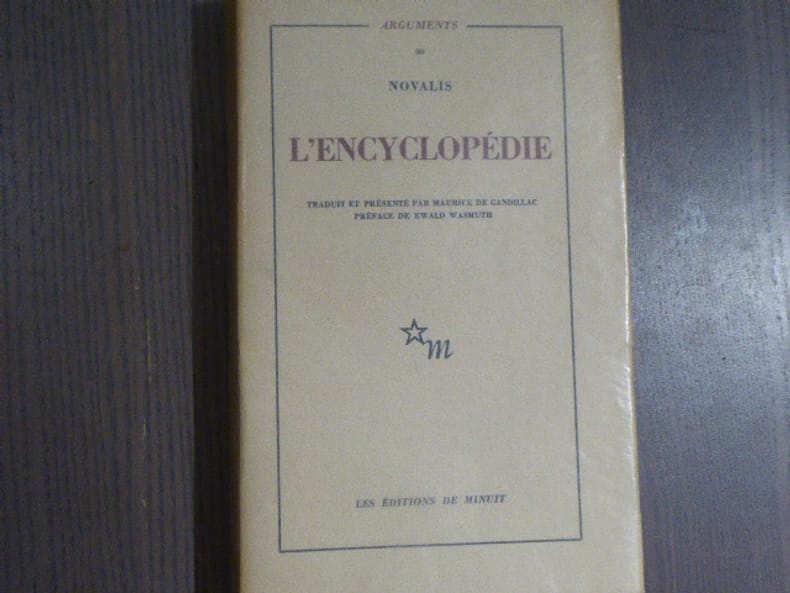 ARGUMENTS
NOVALIS
L'ENCYCLOPÉDIE
TRADUIT ET PRÉSENTÉ PAR MAURICE DE GANDILLAC
PRÉFACE DE EWALD WASMUTH
m
LES ÉDITIONS DE MINUIT